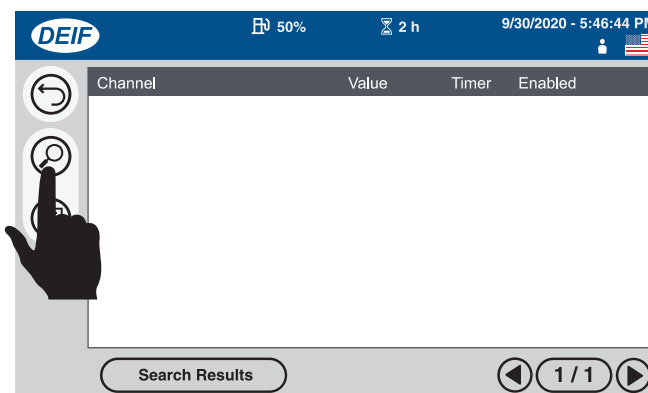 DEIF
50%
2 h
9/30/2020 - 5:46:44 PM
Channel Value Timer Enabled
Search Results
1 / 1